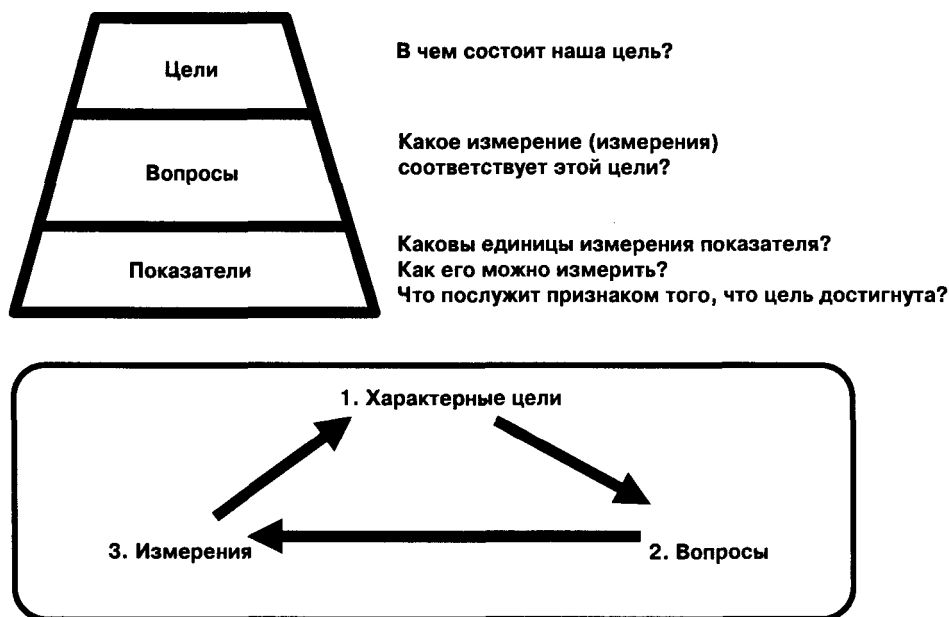 Цели
В чем состоит наша цель?
Вопросы
Какое измерение (измерения)
соответствует этой цели?
Показатели
Каковы единицы измерения показателя?
Как его можно измерить?
Что послужит признаком того, что цель достигнута?
1. Характерные цели
3. Измерения
2. Вопросы